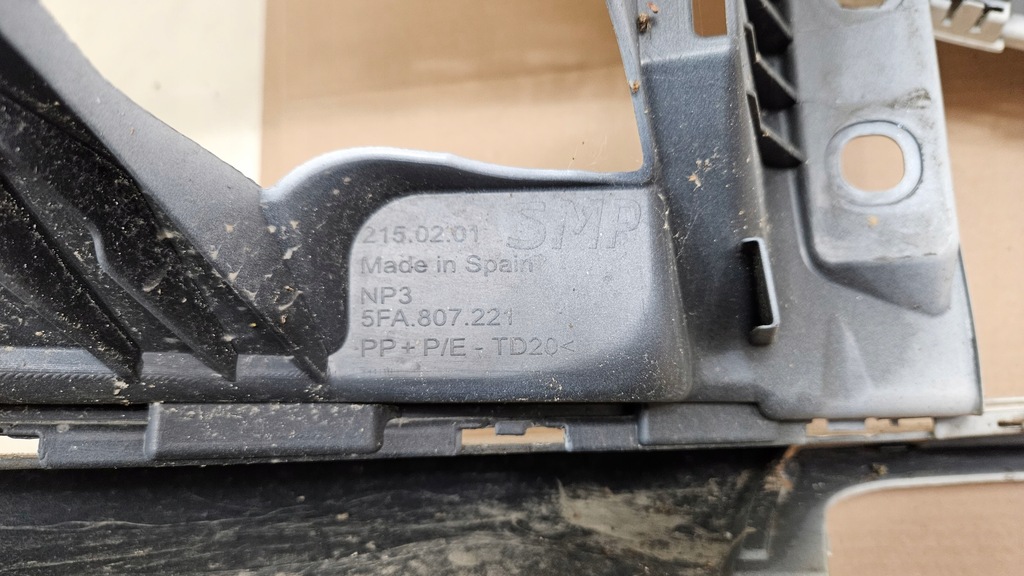 SMP
215.02.01
Made in Spain
NP3
5FA.807.221
PP + P/E - TD20<